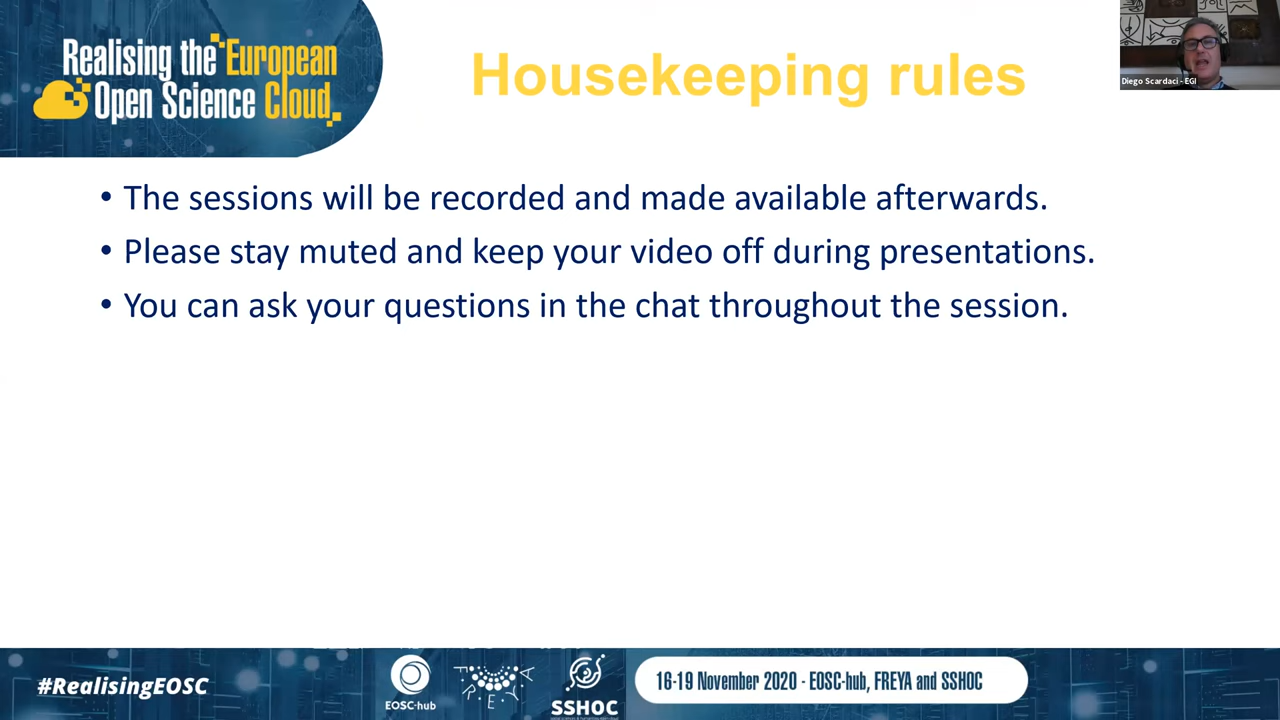 Realising the European
Open Science Cloud
Housekeeping rules
Diego Scardaci - EGI
• The sessions will be recorded and made available afterwards.
• Please stay muted and keep your video off during presentations.
• You can ask your questions in the chat throughout the session.
#RealisingEOSC
EOSC-hub
FREYA
SSHOC
16-19 November 2020 - EOSC-hub, FREYA and SSHOC